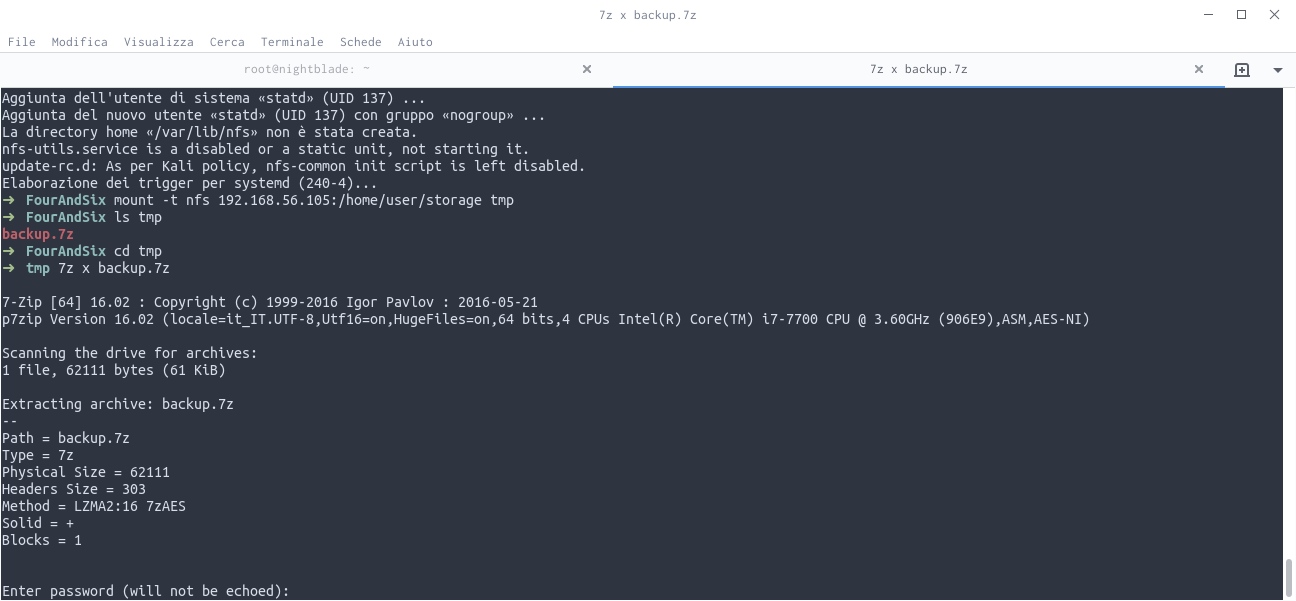 7z x backup.7z
File Modifica Visualizza Cerca Terminale Schede Aiuto
root@nightblade: ~ 7z x backup.7z
Aggiunta dell'utente di sistema «statd» (UID 137) ...
Aggiunta del nuovo utente «statd» (UID 137) con gruppo «nogroup» ...
La directory home «/var/lib/nfs» non è stata creata.
nfs-utils.service is a disabled or a static unit, not starting it.
update-rc.d: As per Kali policy, nfs-common init script is left disabled.
Elaborazione dei trigger per systemd (240-4)...
➜ FourAndSix mount -t nfs 192.168.56.105:/home/user/storage tmp
➜ FourAndSix ls tmp
backup.7z
➜ FourAndSix cd tmp
➜ tmp 7z x backup.7z
7-Zip [64] 16.02 : Copyright (c) 1999-2016 Igor Pavlov : 2016-05-21
p7zip Version 16.02 (locale=it_IT.UTF-8,Utf16=on,HugeFiles=on,64 bits,4 CPUs Intel(R) Core(TM) i7-7700 CPU @ 3.60GHz (906E9),ASM,AES-NI)
Scanning the drive for archives:
1 file, 62111 bytes (61 KiB)
Extracting archive: backup.7z
--
Path = backup.7z
Type = 7z
Physical Size = 62111
Headers Size = 303
Method = LZMA2:16 7zAES
Solid = +
Blocks = 1
Enter password (will not be echoed):